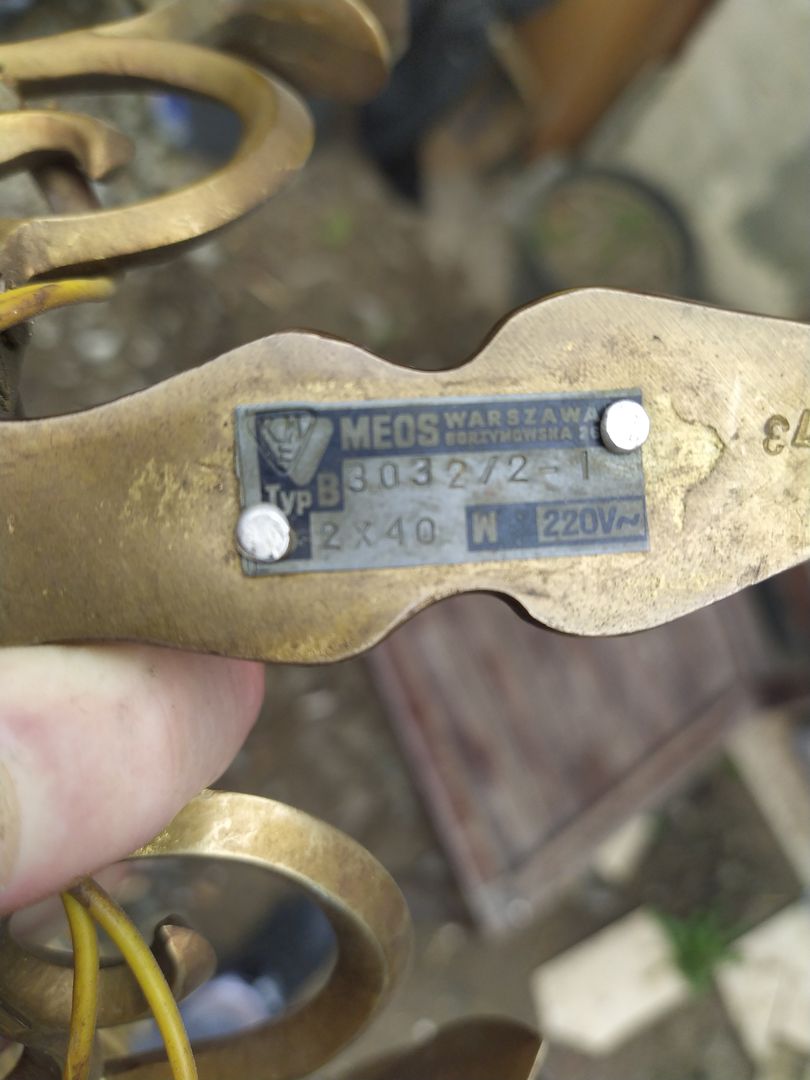 MEOS WARSZAWA
BORZYMOWSKA
Typ B 3032/2-1
2X40 W 220V~